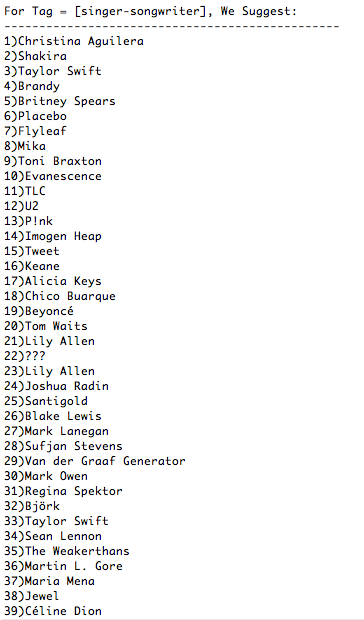 For Tag = [singer-songwriter], We Suggest:
------------------------------------------------
1)Christina Aguilera
2)Shakira
3)Taylor Swift
4)Brandy
5)Britney Spears
6)Placebo
7)Flyleaf
8)Mika
9)Toni Braxton
10)Evanescence
11)TLC
12)U2
13)P!nk
14)Imogen Heap
15)Tweet
16)Keane
17)Alicia Keys
18)Chico Buarque
19)Beyoncé
20)Tom Waits
21)Lily Allen
22)???
23)Lily Allen
24)Joshua Radin
25)Santigold
26)Blake Lewis
27)Mark Lanegan
28)Sufjan Stevens
29)Van der Graaf Generator
30)Mark Owen
31)Regina Spektor
32)Björk
33)Taylor Swift
34)Sean Lennon
35)The Weakerthans
36)Martin L. Gore
37)Maria Mena
38)Jewel
39)Céline Dion